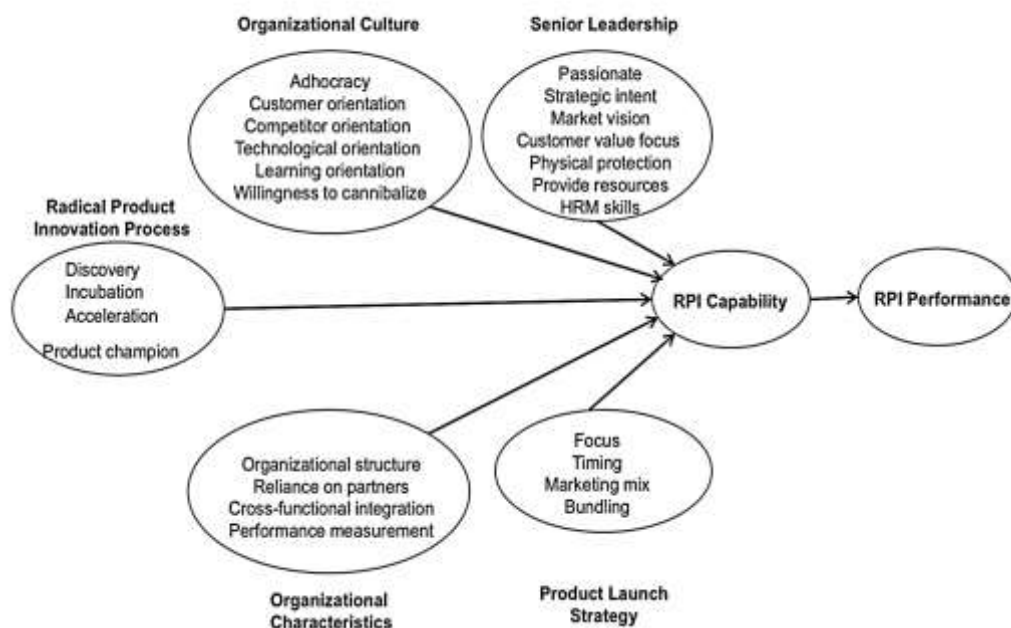 Organizational Culture
Adhocracy
Customer orientation
Competitor orientation
Technological orientation
Learning orientation
Willingness to cannibalize
Senior Leadership
Passionate
Strategic intent
Market vision
Customer value focus
Physical protection
Provide resources
HRM skills
Radical Product
Innovation Process
Discovery
Incubation
Acceleration
Product champion
RPI Capability
RPI Performance
Organizational structure
Reliance on partners
Cross-functional integration
Performance measurement
Organizational
Characteristics
Focus
Timing
Marketing mix
Bundling
Product Launch
Strategy